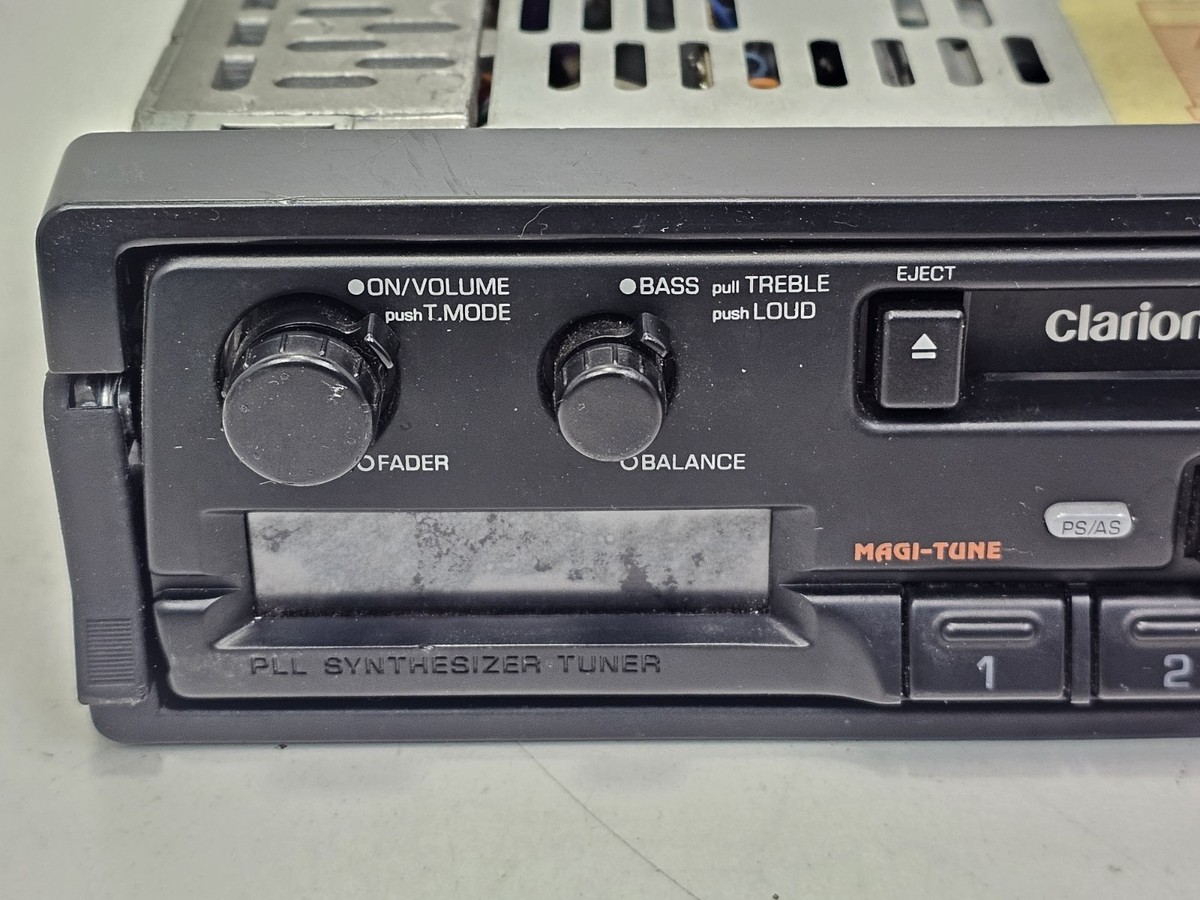 ●ON/VOLUME
pushT.MODE
●BASS pull TREBLE
push LOUD
EJECT
clarion
○FADER
○BALANCE
PS/AS
MAGI-TUNE
PLL SYNTHESIZER TUNER
1
2